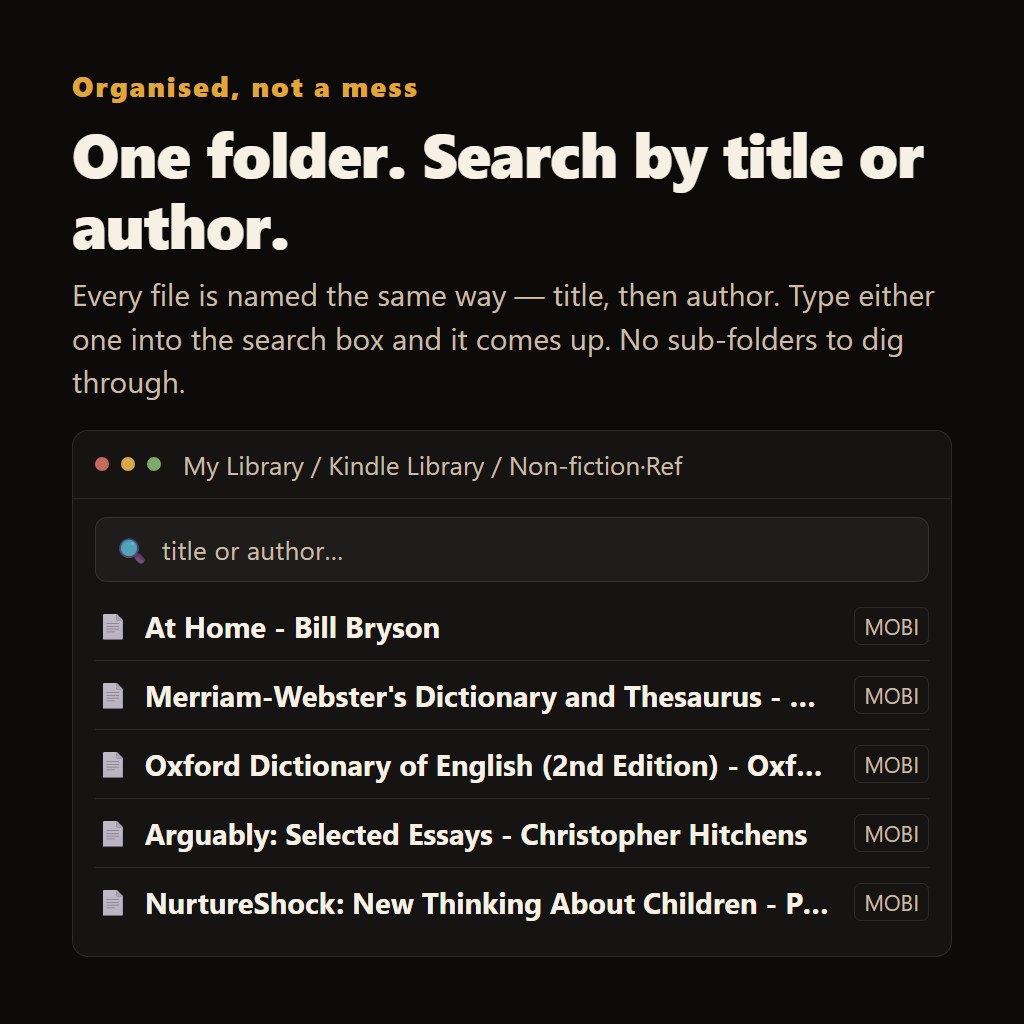 Organised, not a mess
One folder. Search by title or
author.
Every file is named the same way — title, then author. Type either
one into the search box and it comes up. No sub-folders to dig
through.
My Library / Kindle Library / Non-fiction·Ref
title or author…
At Home - Bill Bryson MOBI
Merriam-Webster's Dictionary and Thesaurus - … MOBI
Oxford Dictionary of English (2nd Edition) - Oxf… MOBI
Arguably: Selected Essays - Christopher Hitchens MOBI
NurtureShock: New Thinking About Children - P… MOBI